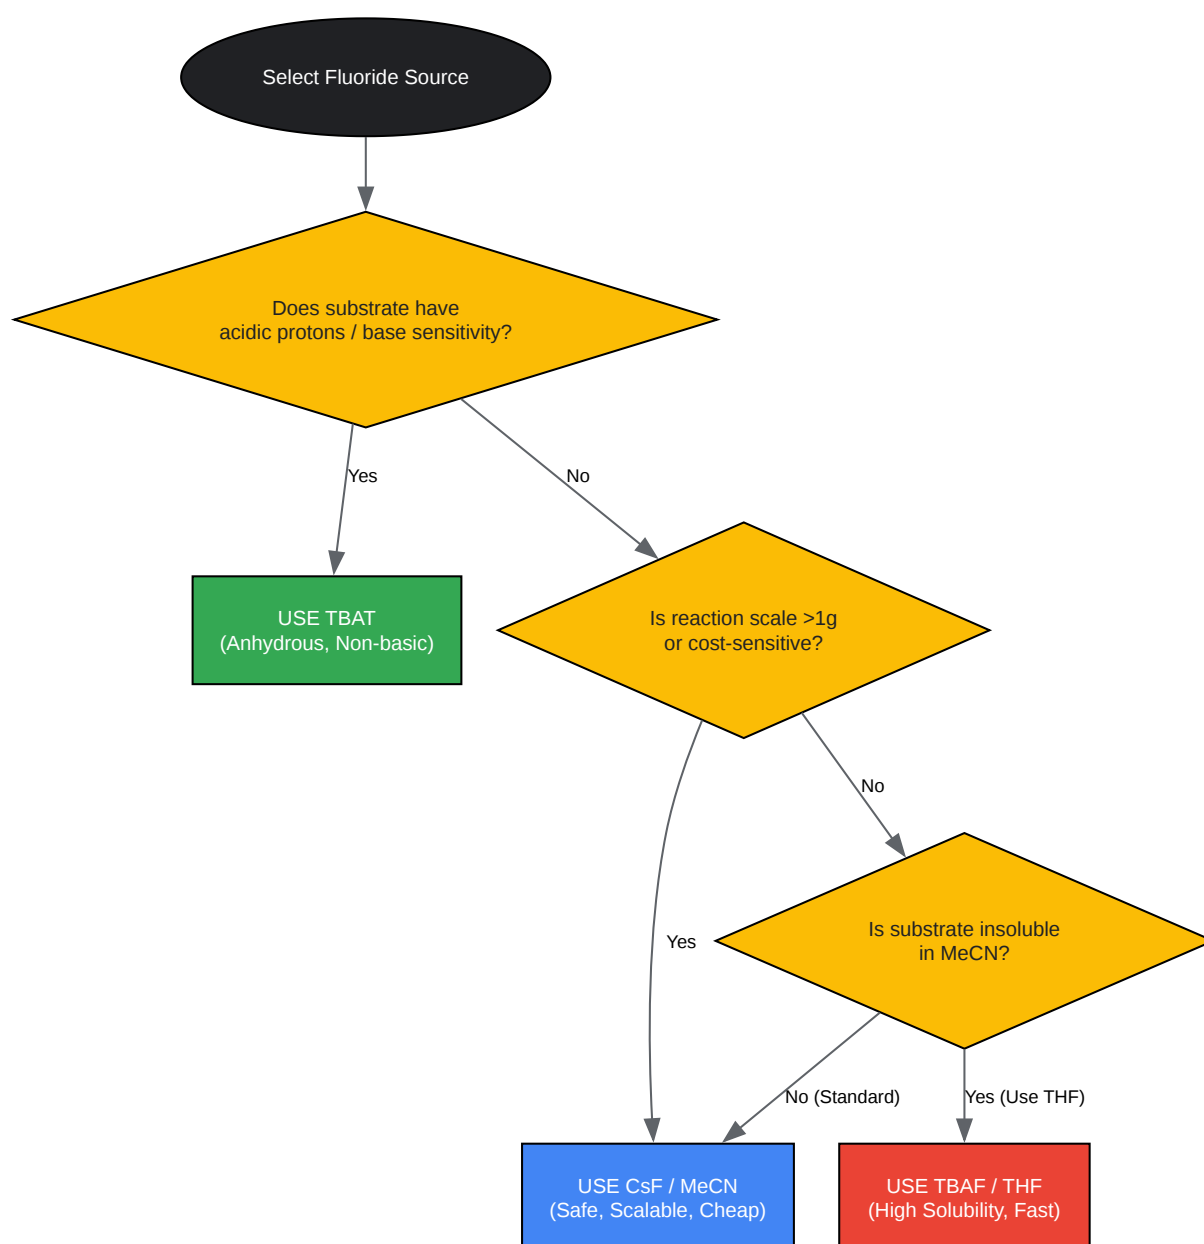 Select Fluoride Source
Does substrate have
acidic protons / base sensitivity?
Yes
No
USE TBAT
(Anhydrous, Non-basic)
Is reaction scale >1g
or cost-sensitive?
Yes
No
Is substrate insoluble
in MeCN?
No (Standard)
Yes (Use THF)
USE CsF / MeCN
(Safe, Scalable, Cheap)
USE TBAF / THF
(High Solubility, Fast)